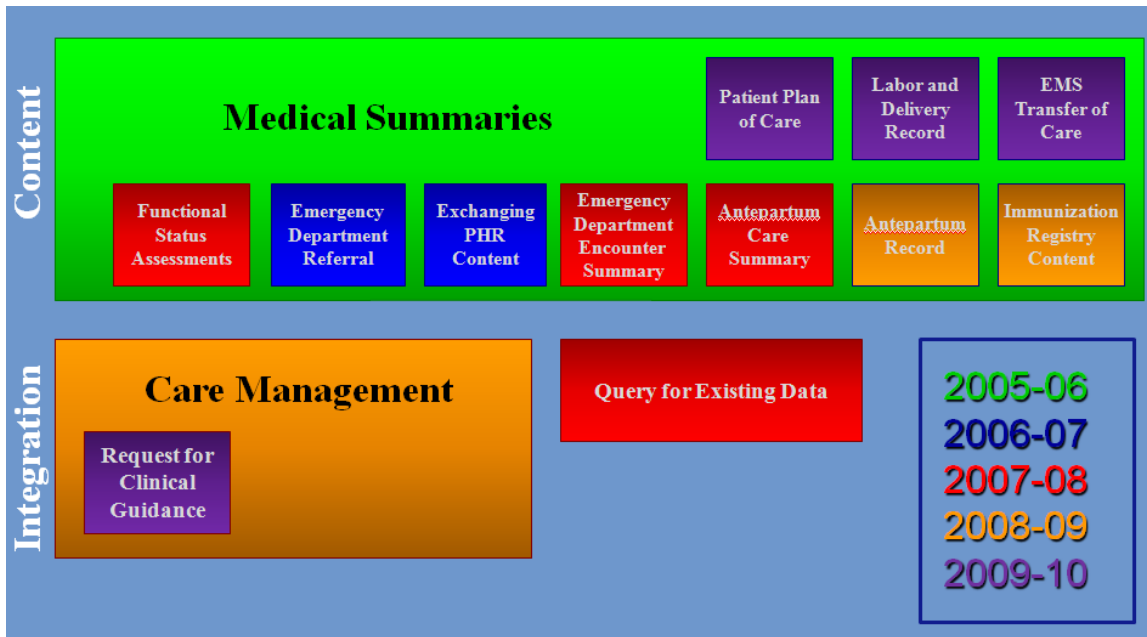 Content
Medical Summaries
Patient Plan
of Care
Labor and
Delivery
Record
EMS
Transfer of
Care
Functional
Status
Assessments
Emergency
Department
Referral
Exchanging
PHR
Content
Emergency
Department
Encounter
Summary
Antepartum
Care
Summary
Antepartum
Record
Immunization
Registry
Content
Integration
Care Management
Request for
Clinical
Guidance
Query for Existing Data
2005-06
2006-07
2007-08
2008-09
2009-10